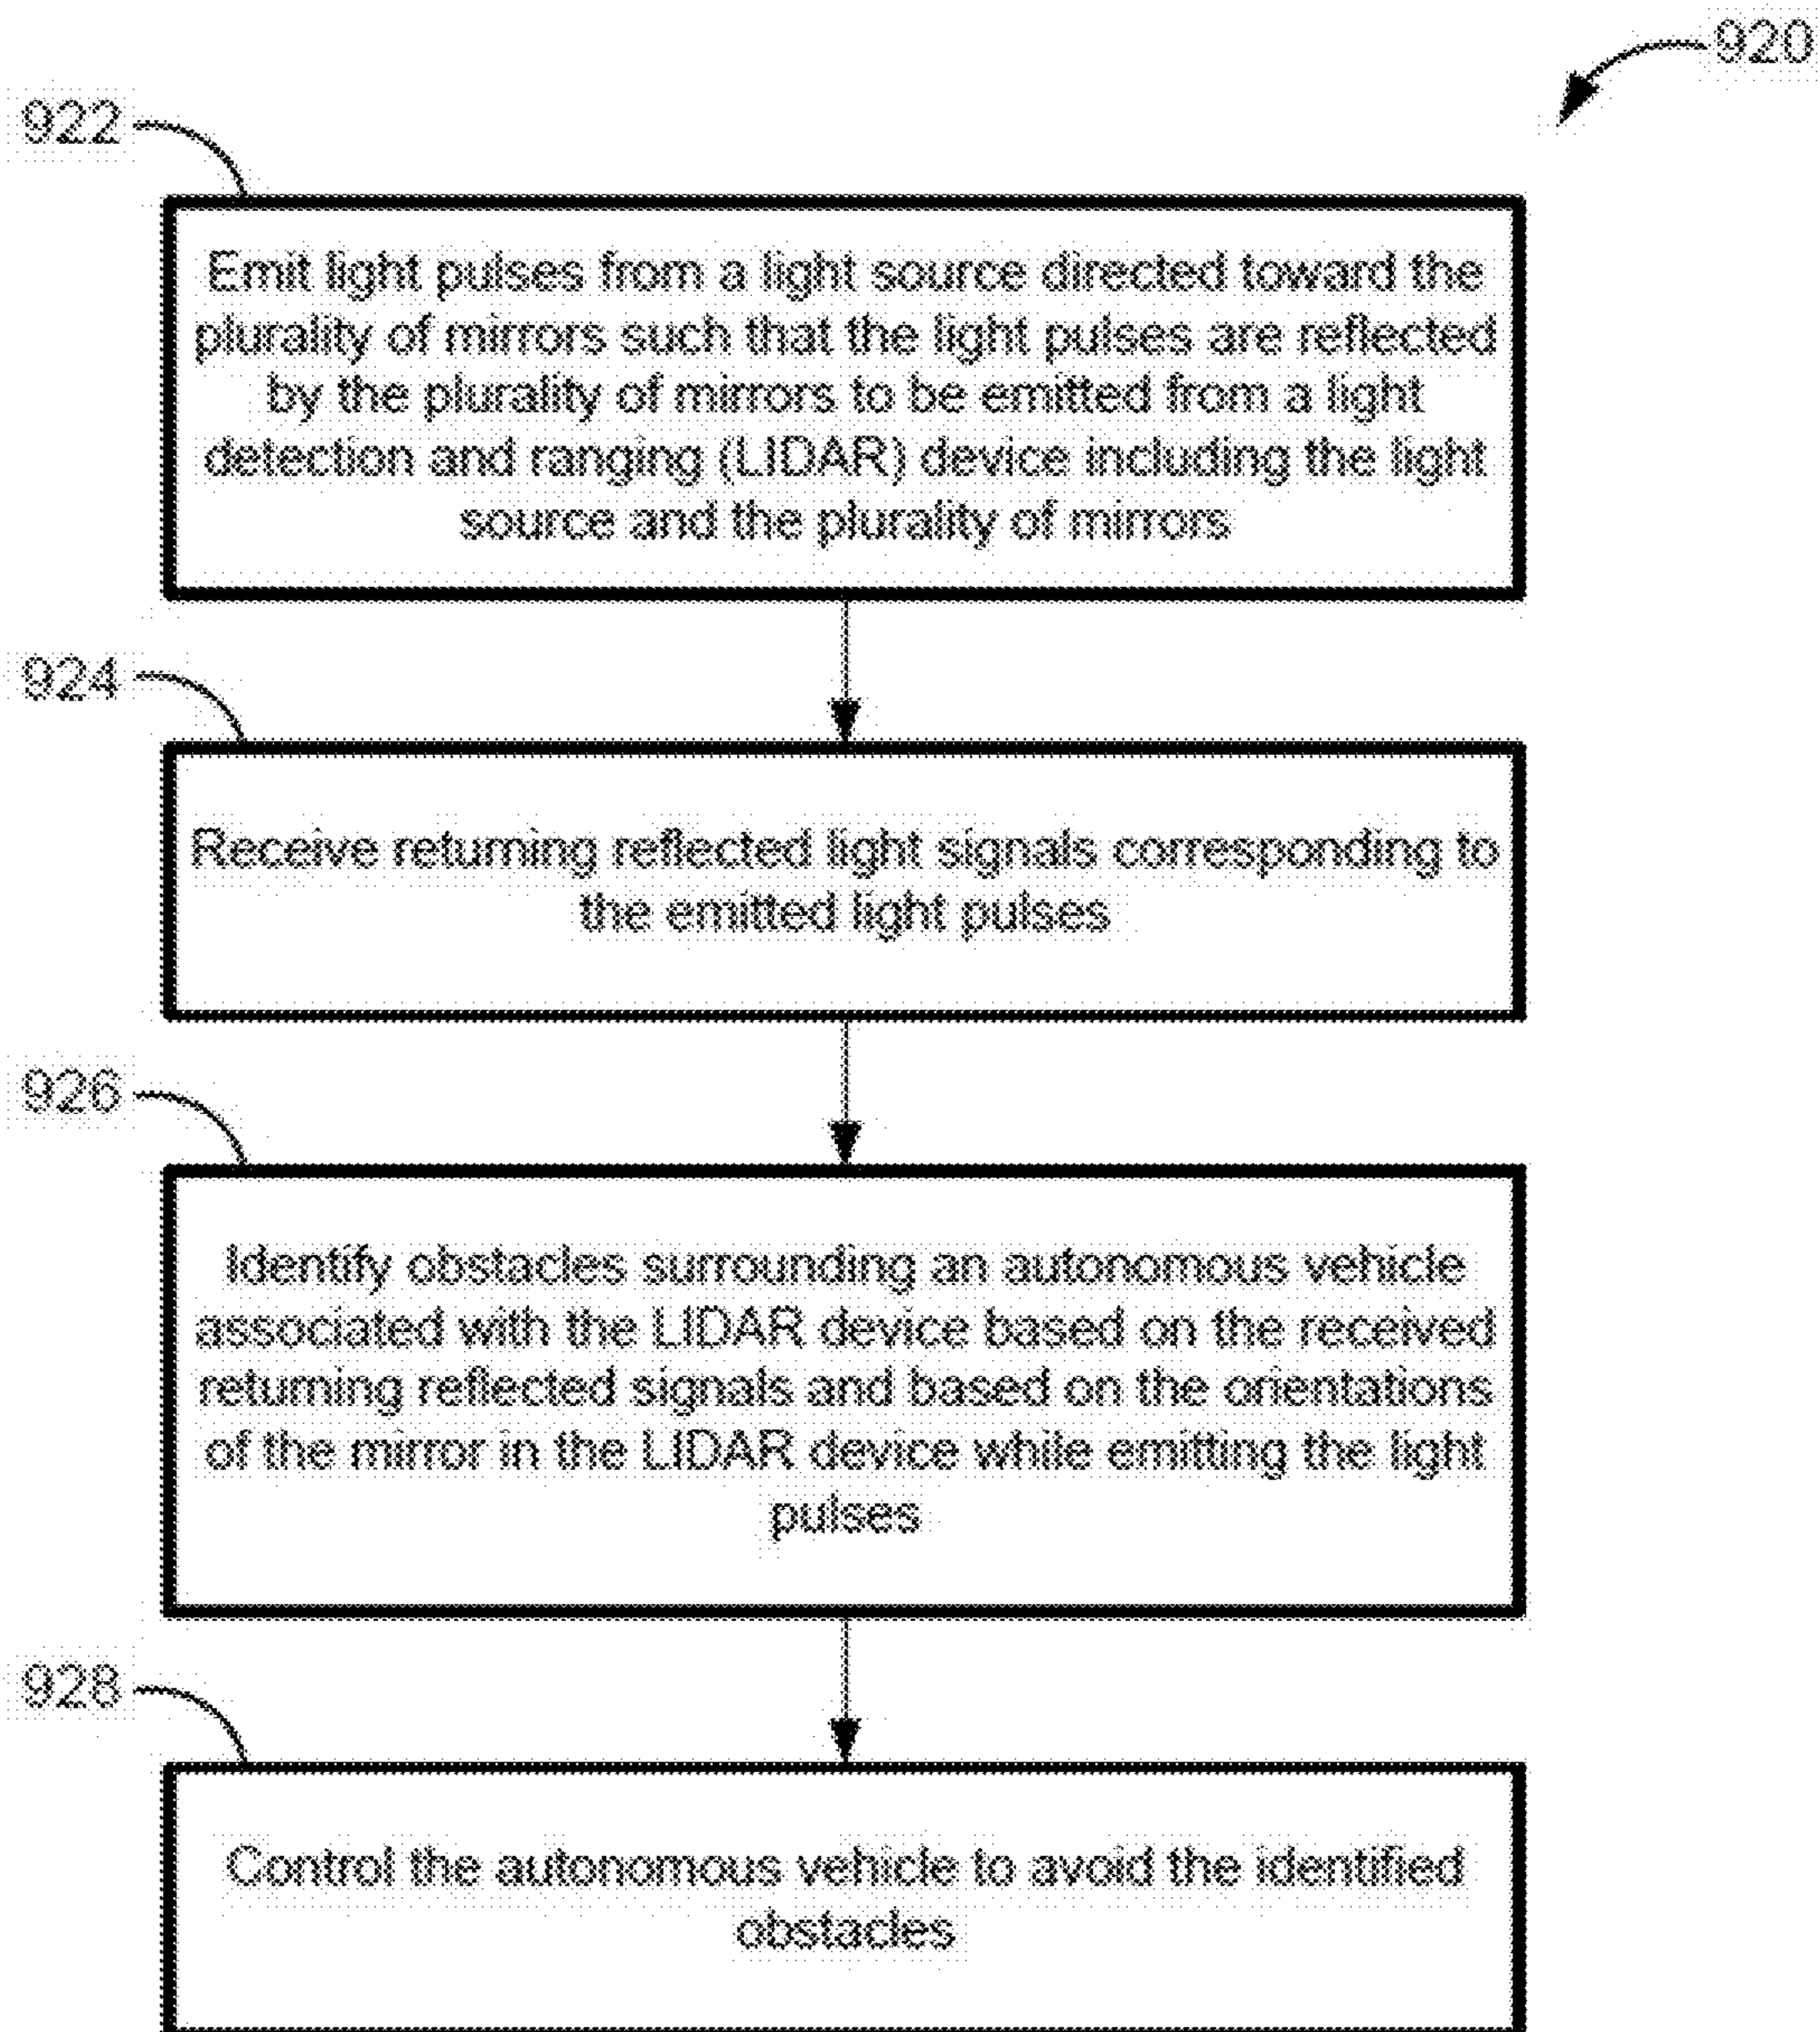 920
922
Emit light pulses from a light source directed toward the
plurality of mirrors such that the light pulses are reflected
by the plurality of mirrors to be emitted from a light
detection and ranging (LIDAR) device including the light
source and the plurality of mirrors
924
Receive returning reflected light signals corresponding to
the emitted light pulses
926
Identify obstacles surrounding an autonomous vehicle
associated with the LIDAR device based on the received
returning reflected signals and based on the orientations
of the mirror in the LIDAR device while emitting the light
pulses
928
Control the autonomous vehicle to avoid the identified
obstacles